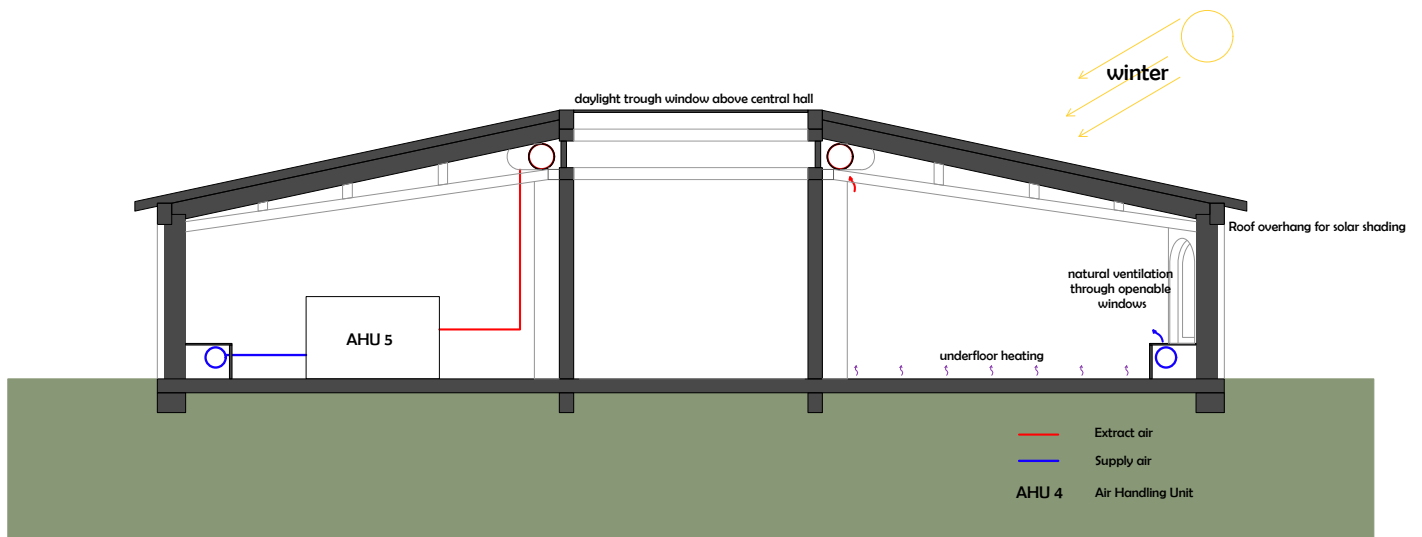 winter
daylight trough window above central hall
Roof overhang for solar shading
natural ventilation
through openable
windows
AHU 5
underfloor heating
Extract air
Supply air
AHU 4 Air Handling Unit